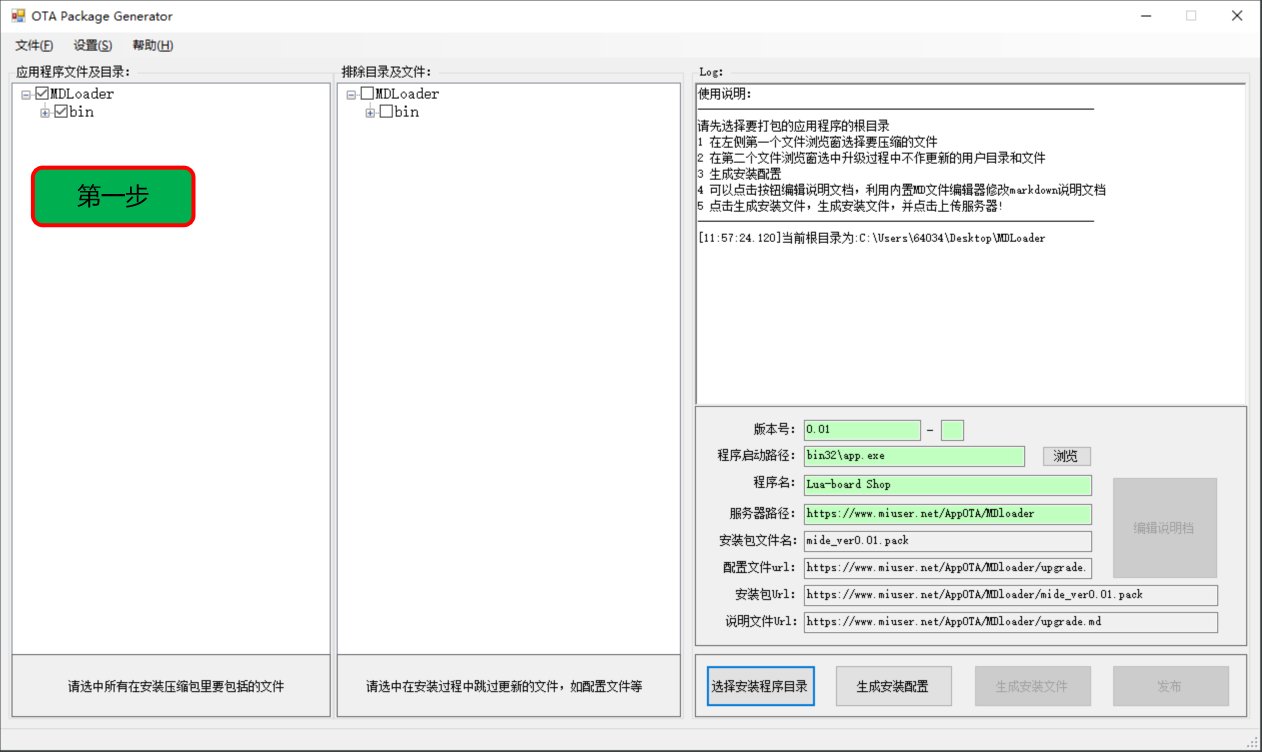 OTA Package Generator
文件(F) 设置(S) 帮助(H)
应用程序文件及目录:
MDLoader
bin
第一步
请选中所有在安装压缩包里要包括的文件
排除目录及文件:
MDLoader
bin
请选中在安装过程中跳过更新的文件，如配置文件等
Log:
使用说明:
请先选择要打包的应用程序的根目录
1 在左侧第一个文件浏览窗选择要压缩的文件
2 在第二个文件浏览窗选中升级过程中不作更新的用户目录和文件
3 生成安装配置
4 可以点击按钮编辑说明文档，利用内置MD文件编辑器修改markdown说明文档
5 点击生成安装文件，生成安装文件，并点击上传服务器!
[11:57:24.120]当前根目录为:C:\Users\64034\Desktop\MDLoader
版本号: 0.01 -
程序启动路径: bin32\app.exe 浏览
程序名: Lua-board Shop
服务器路径: https://www.miuser.net/AppOTA/MDloader
安装包文件名: mide_ver0.01.pack
编辑说明档
配置文件url: https://www.miuser.net/AppOTA/MDloader/upgrade.
安装包Url: https://www.miuser.net/AppOTA/MDloader/mide_ver0.01.pack
说明文件Url: https://www.miuser.net/AppOTA/MDloader/upgrade.md
选择安装程序目录 生成安装配置 生成安装文件 发布